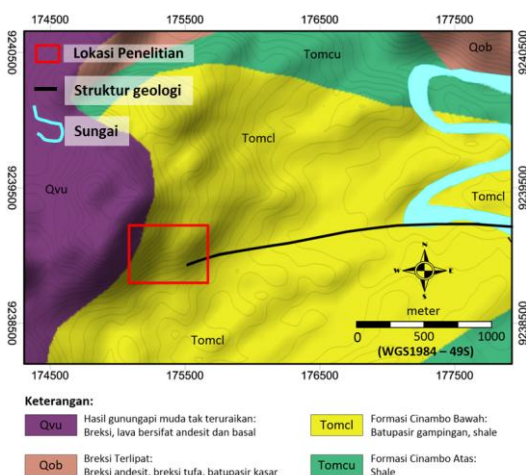 174500 175500 176500 177500
9240500
9240500
Lokasi Penelitian
Struktur geologi
Sungai
Tomcu
Qob
Tomcl
Qvu
9239500
9239500
Tomcl
N
W E
S
meter
0 500 1000
(WGS1984 – 49S)
9238500
9238500
Tomcl
174500 175500 176500 177500
Keterangan:
Qvu
Hasil gunungapi muda tak teruraikan:
Breksi, lava bersifat andesit dan basal
Tomcl
Formasi Cinambo Bawah:
Batupasir gampingan, shale
Qob
Breksi Terlipat:
Breksi andesit, breksi tufa, batupasir kasar
Tomcu
Formasi Cinambo Atas:
Shale